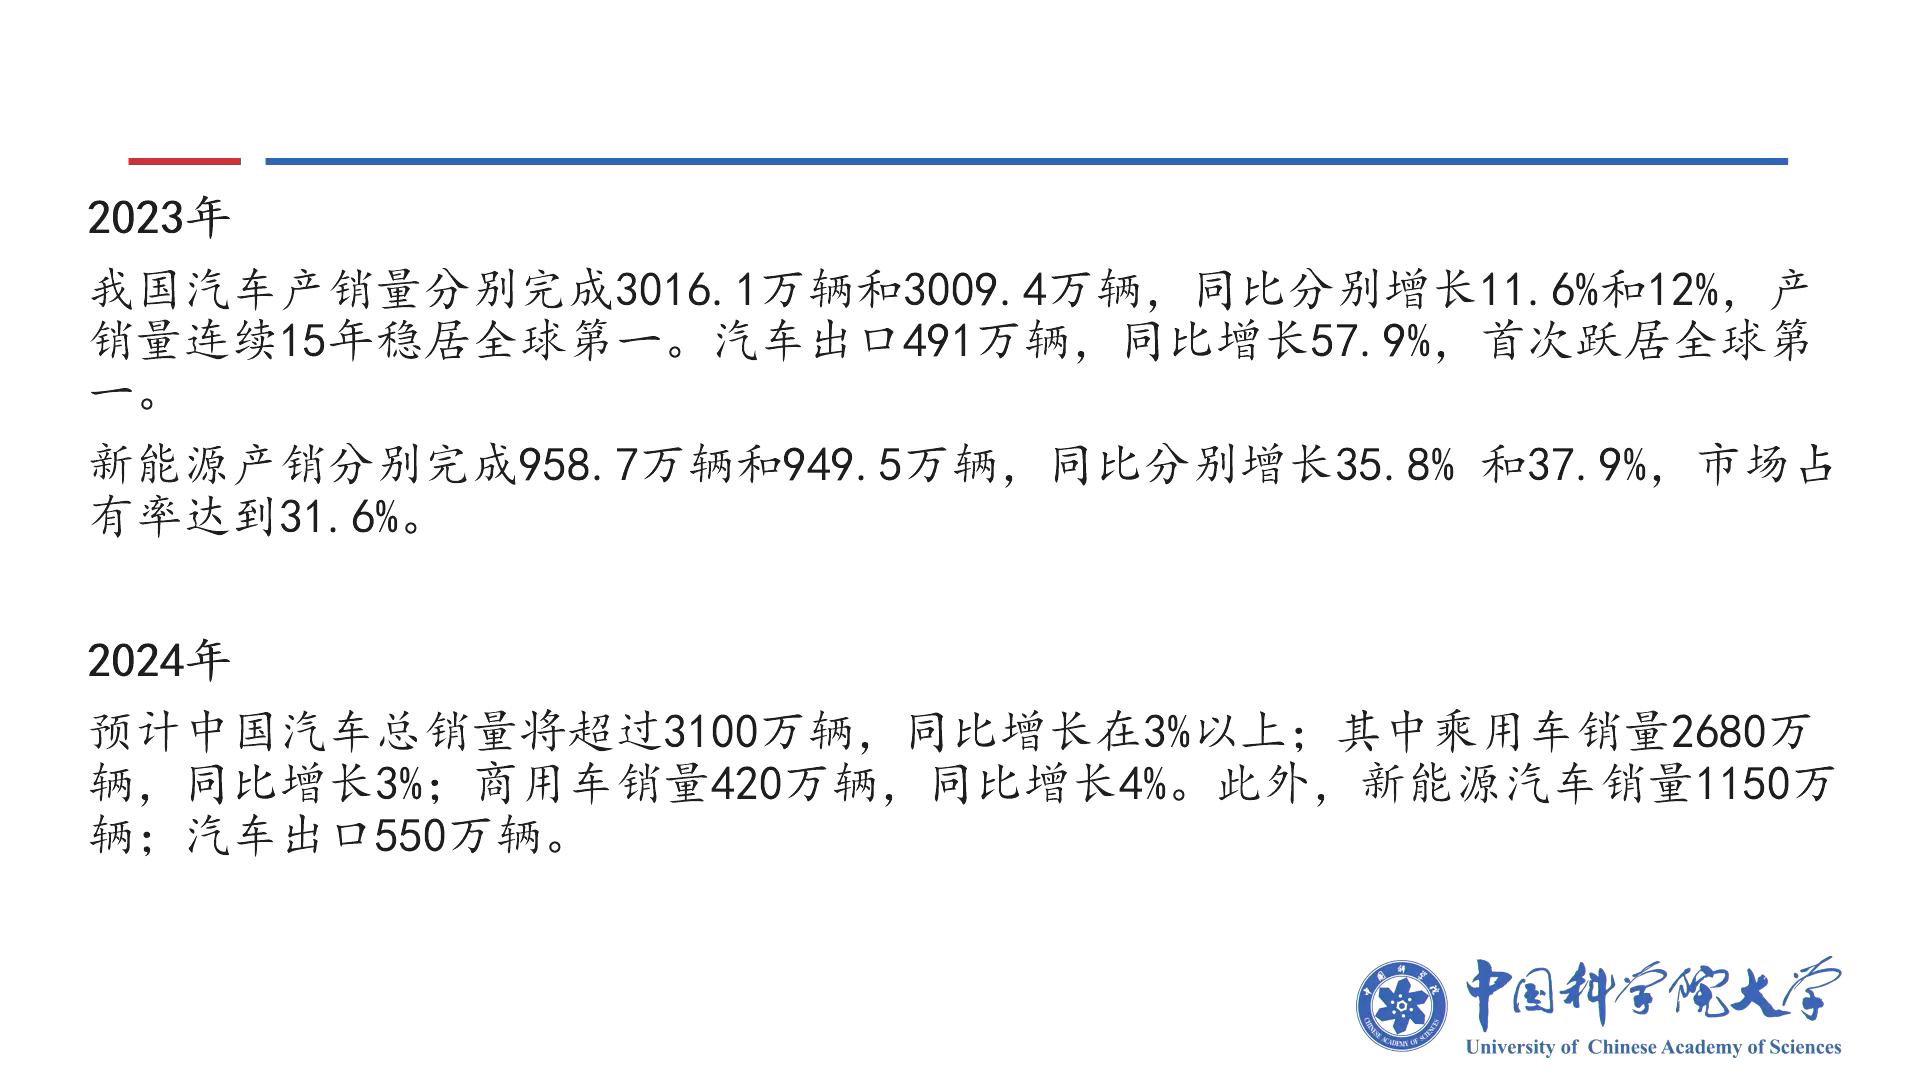 2023年
我国汽车产销量分别完成3016.1万辆和3009.4万辆，同比分别增长11.6%和12%，产
销量连续15年稳居全球第一。汽车出口491万辆，同比增长57.9%，首次跃居全球第
一。
新能源产销分别完成958.7万辆和949.5万辆，同比分别增长35.8% 和37.9%，市场占
有率达到31.6%。
2024年
预计中国汽车总销量将超过3100万辆，同比增长在3%以上；其中乘用车销量2680万
辆，同比增长3%；商用车销量420万辆，同比增长4%。此外，新能源汽车销量1150万
辆；汽车出口550万辆。
中国科学院
CHINESE ACADEMY OF SCIENCES
中国科学院大学
University of Chinese Academy of Sciences